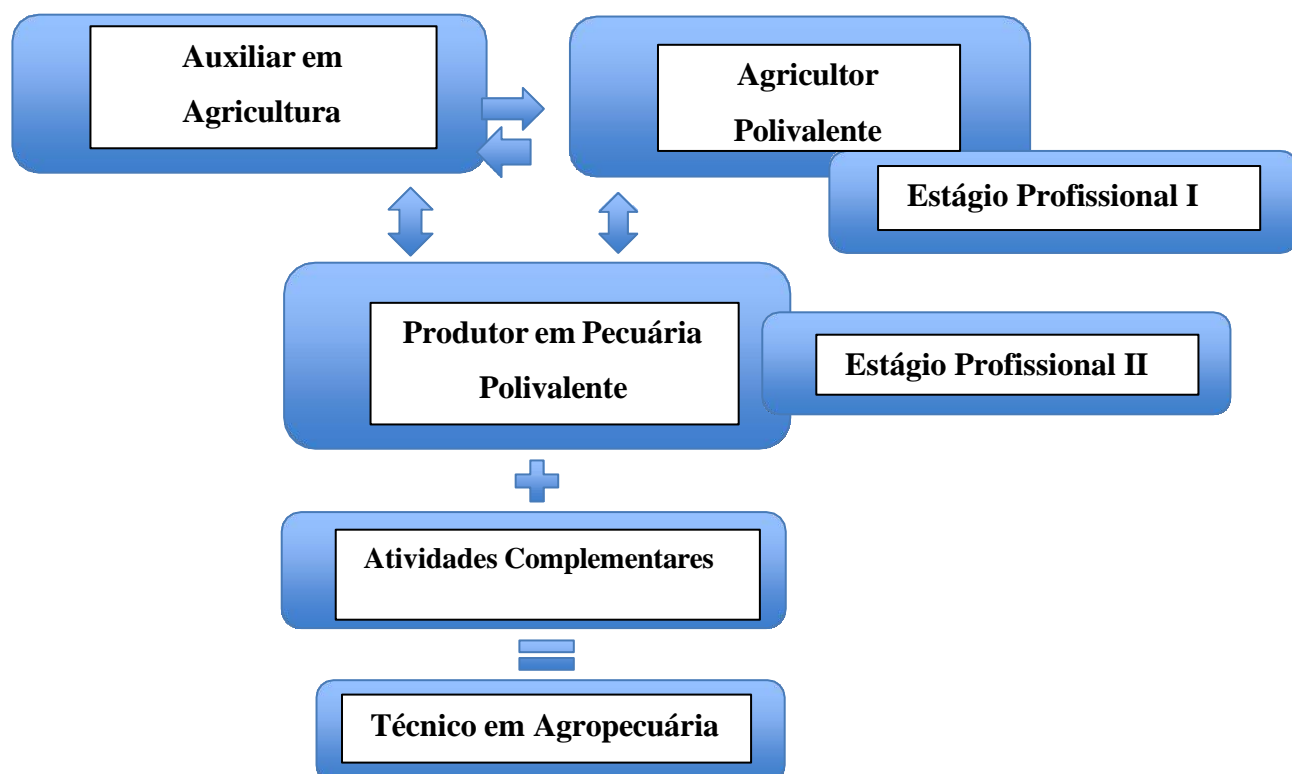 Auxiliar em
Agricultura
Agricultor
Polivalente
Estágio Profissional I
Produtor em Pecuária
Polivalente
Estágio Profissional II
Atividades Complementares
Técnico em Agropecuária